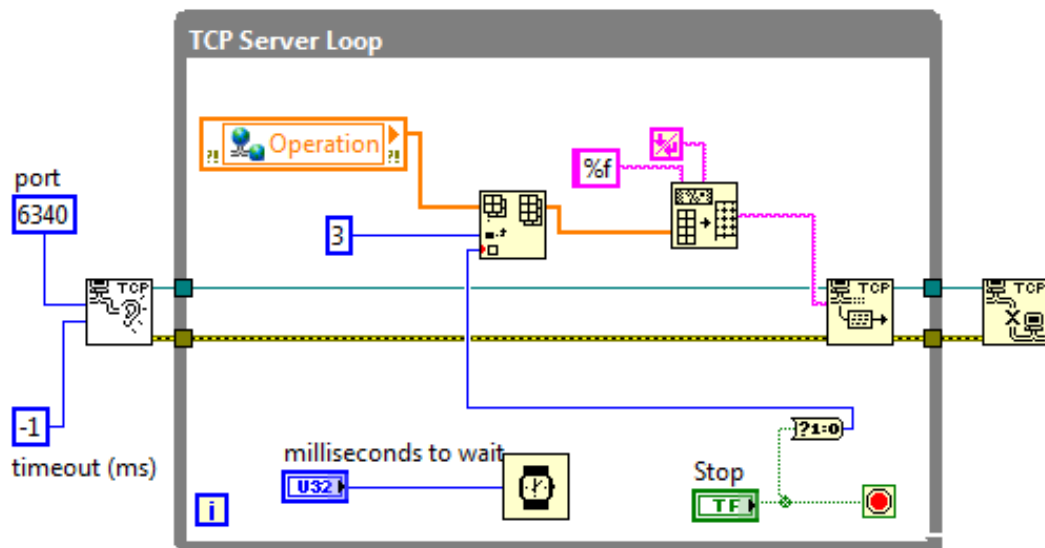 TCP Server Loop
?!
Operation
?!
port
6340
%f
3
TCP
TCP
TCP
-1
timeout (ms)
milliseconds to wait
U32
?1:0
Stop
TF
i